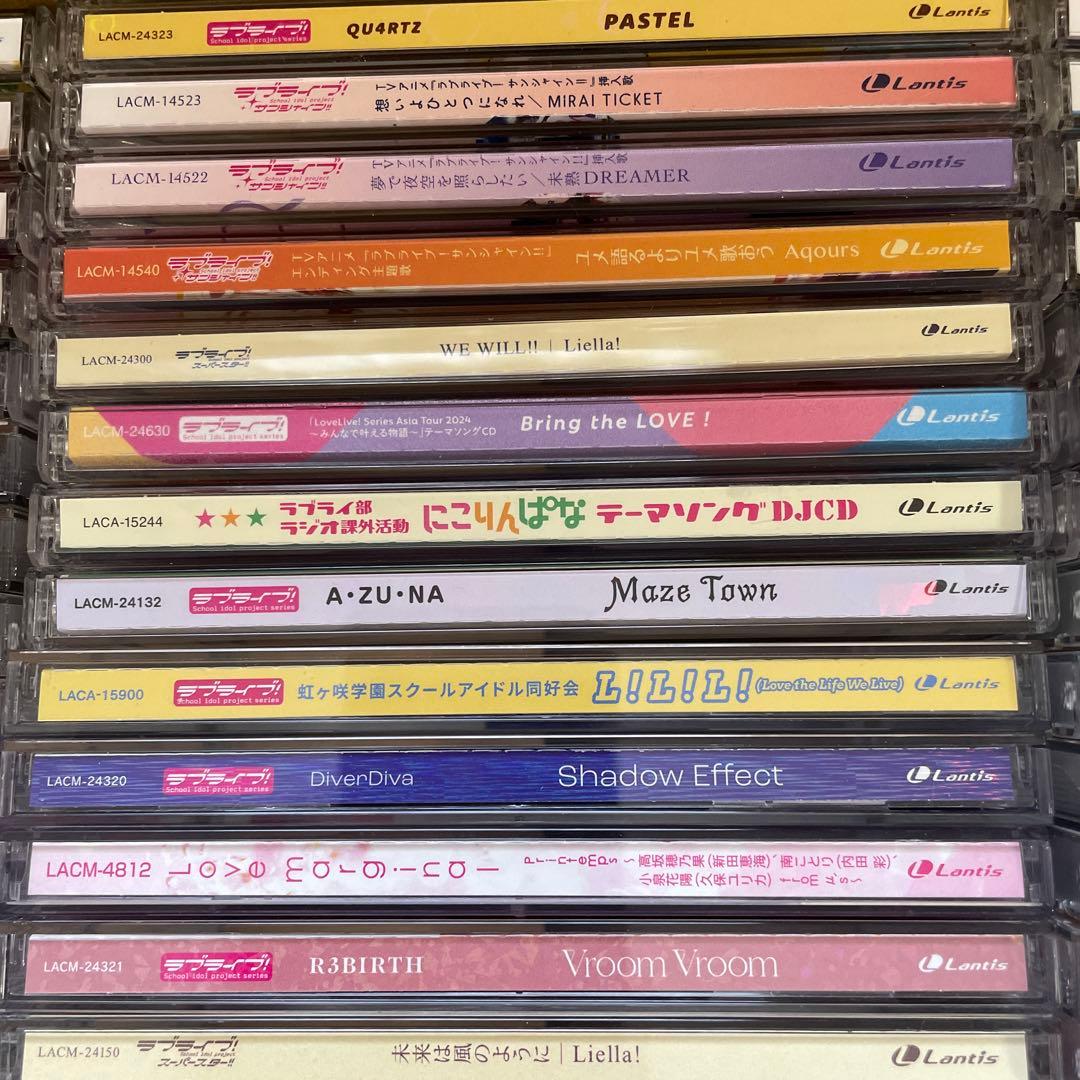 LACM-24323 ラブライブ! School idol project series QU4RTZ PASTEL Lantis
LACM-14523 ラブライブ! School idol project サンシャイン!! TVアニメ『ラブライブ!サンシャイン!!』挿入歌 Lantis
想いよひとつになれ/MIRAI TICKET
LACM-14522 ラブライブ! School idol project サンシャイン!! TVアニメ『ラブライブ!サンシャイン!!』挿入歌 Lantis
夢で夜空を照らしたい/未熟DREAMER
LACM-14540 ラブライブ! School idol project サンシャイン!! TVアニメ『ラブライブ!サンシャイン!!』
エンディング主題歌
ユメ語るよりユメ歌おう Aqours Lantis
LACM-24300 ラブライブ! School idol project スーパースター!! WE WILL!! | Liella! Lantis
LACM-24630 ラブライブ! School idol project series 「LoveLive! Series Asia Tour 2024
～みんなで叶える物語～」テーマソングCD
Bring the LOVE! Lantis
LACA-15244 ★★★ ラブライ部
ラジオ課外活動
にこりんぱな テーマソングDJCD Lantis
LACM-24132 ラブライブ! School idol project series A・ZU・NA Maze Town Lantis
LACA-15900 ラブライブ! School idol project series 虹ヶ咲学園スクールアイドル同好会 L!L!L! (Love the Life We Live) Lantis
LACM-24320 ラブライブ! School idol project series DiverDiva Shadow Effect Lantis
LACM-4812 Love marginal Printemps ～高坂穂乃果(新田恵海)、南ことり(内田 彩)、
小泉花陽(久保ユリカ) from μ's～
Lantis
LACM-24321 ラブライブ! School idol project series R3BIRTH Vroom Vroom Lantis
LACM-24150 ラブライブ! School idol project スーパースター!! 未来は風のように | Liella! Lantis